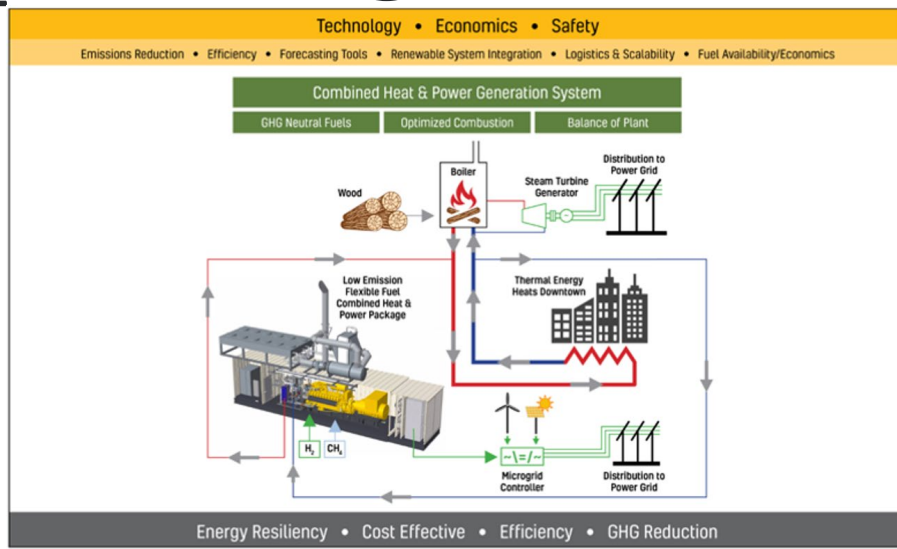 Technology • Economics • Safety
Emissions Reduction • Efficiency • Forecasting Tools • Renewable System Integration • Logistics & Scalability • Fuel Availability/Economics
Combined Heat & Power Generation System
GHG Neutral Fuels
Optimized Combustion
Balance of Plant
Boiler
Wood
Steam Turbine
Generator
Distribution to
Power Grid
Low Emission
Flexible Fuel
Combined Heat &
Power Package
Thermal Energy
Heats Downtown
H₂
CH₄
~\=/~
Microgrid
Controller
Distribution to
Power Grid
Energy Resiliency • Cost Effective • Efficiency • GHG Reduction